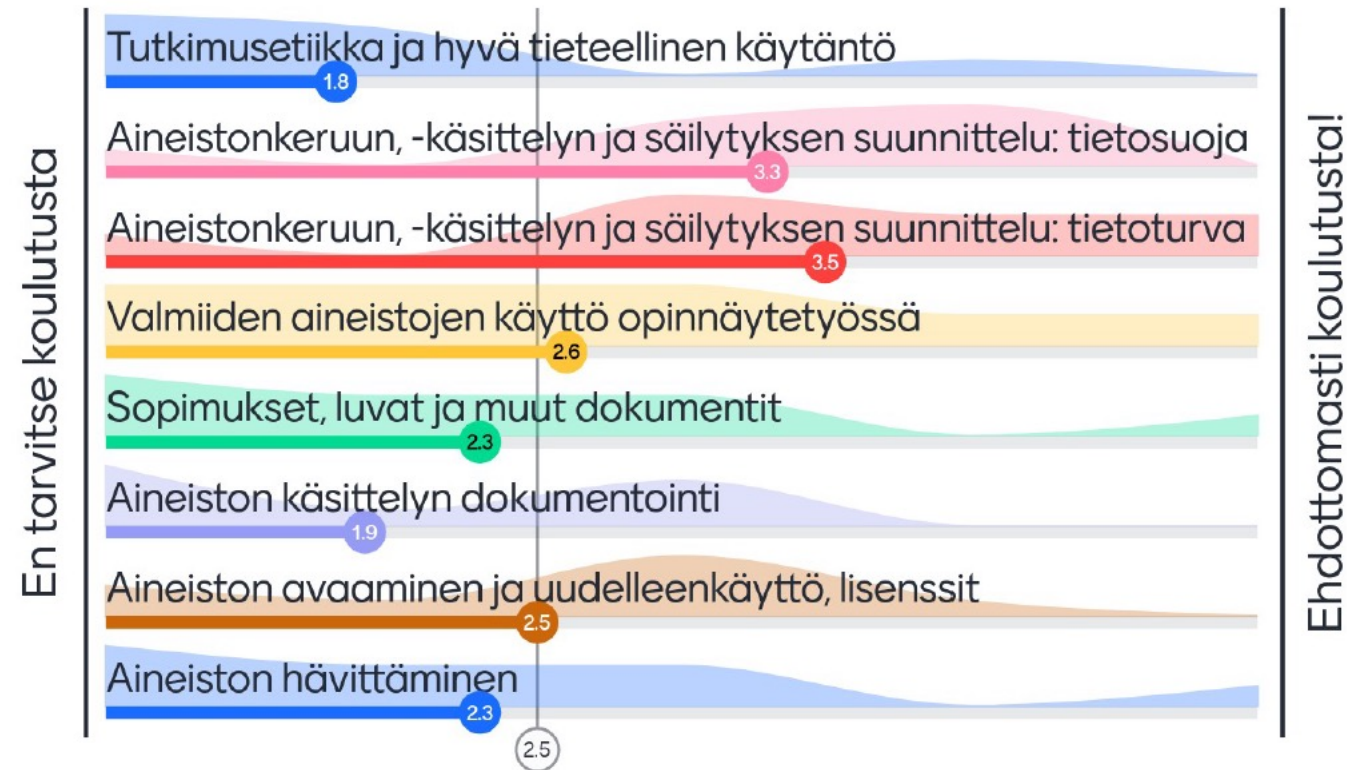 En tarvitse koulutusta
Tutkimusetiikka ja hyvä tieteellinen käytäntö
1.8
Aineistonkeruun, -käsittelyn ja säilytyksen suunnittelu: tietosuoja
3.3
Aineistonkeruun, -käsittelyn ja säilytyksen suunnittelu: tietoturva
3.5
Valmiiden aineistojen käyttö opinnäytetyössä
2.6
Sopimukset, luvat ja muut dokumentit
2.3
Aineiston käsittelyn dokumentointi
1.9
Aineiston avaaminen ja uudelleenkäyttö, lisenssit
2.5
Aineiston hävittäminen
2.3
2.5
Ehdottomasti koulutusta!